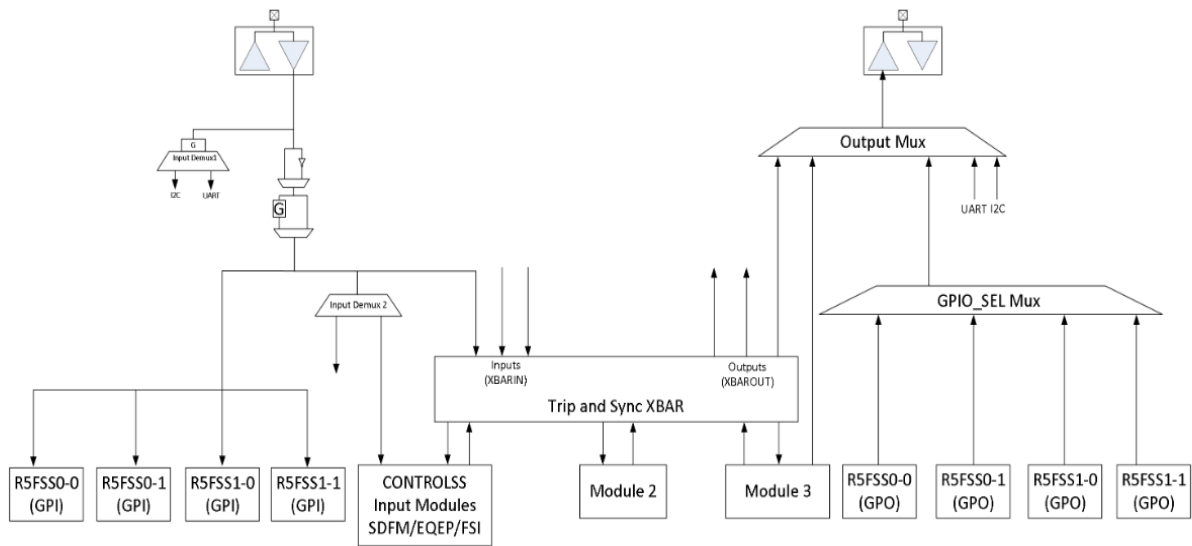 Output Mux
G
Input Demux1
I2C
UART
G
UART I2C
Input Demux 2
GPIO_SEL Mux
Inputs
(XBARIN)
Outputs
(XBAROUT)
Trip and Sync XBAR
R5FSS0-0
(GPI)
R5FSS0-1
(GPI)
R5FSS1-0
(GPI)
R5FSS1-1
(GPI)
CONTROLSS
Input Modules
SDFM/EQEP/FSI
Module 2
Module 3
R5FSS0-0
(GPO)
R5FSS0-1
(GPO)
R5FSS1-0
(GPO)
R5FSS1-1
(GPO)